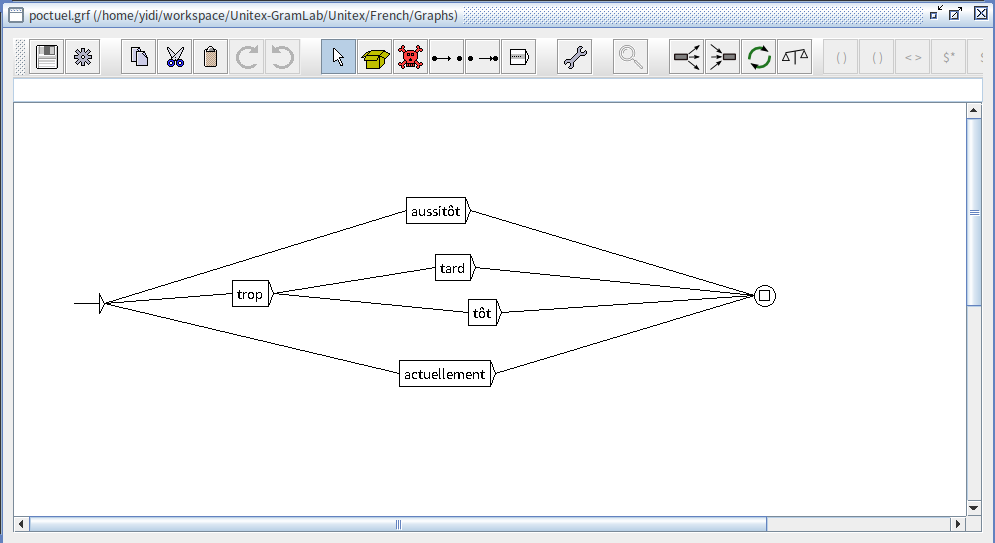 poctuel.grf (/home/yidi/workspace/Unitex-GramLab/Unitex/French/Graphs)
() () <> $*
aussitôt
tard
trop
tôt
actuellement